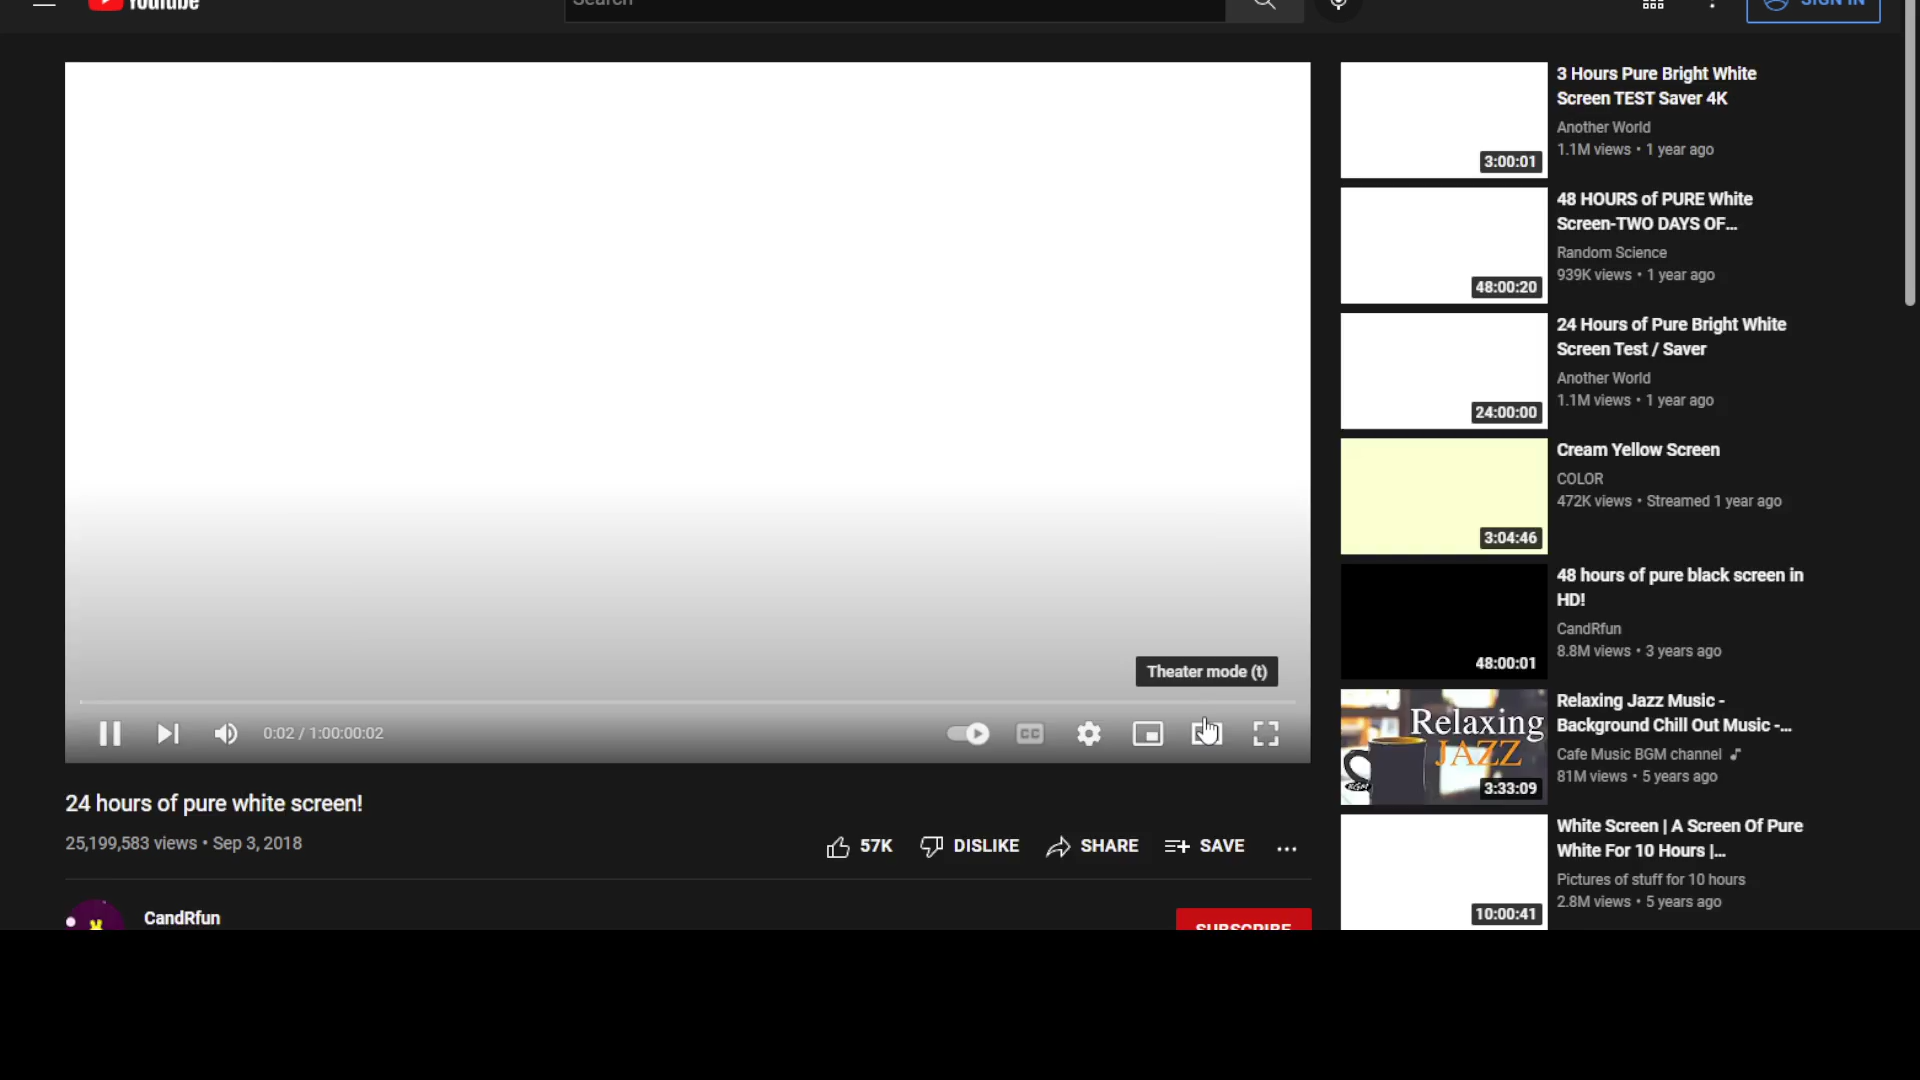 YouTube
Search
SIGN IN
Theater mode (t)
0:02 / 1:00:00:02
CC
24 hours of pure white screen!
25,199,583 views • Sep 3, 2018
57K
DISLIKE
SHARE
SAVE
CandRfun
SUBSCRIBE
3:00:01
3 Hours Pure Bright White
Screen TEST Saver 4K
Another World
1.1M views • 1 year ago
48:00:20
48 HOURS of PURE White
Screen-TWO DAYS OF...
Random Science
939K views • 1 year ago
24:00:00
24 Hours of Pure Bright White
Screen Test / Saver
Another World
1.1M views • 1 year ago
3:04:46
Cream Yellow Screen
COLOR
472K views • Streamed 1 year ago
48:00:01
48 hours of pure black screen in
HD!
CandRfun
8.8M views • 3 years ago
Relaxing
JAZZ
BGM
3:33:09
Relaxing Jazz Music -
Background Chill Out Music -...
Cafe Music BGM channel
81M views • 5 years ago
10:00:41
White Screen | A Screen Of Pure
White For 10 Hours |...
Pictures of stuff for 10 hours
2.8M views • 5 years ago